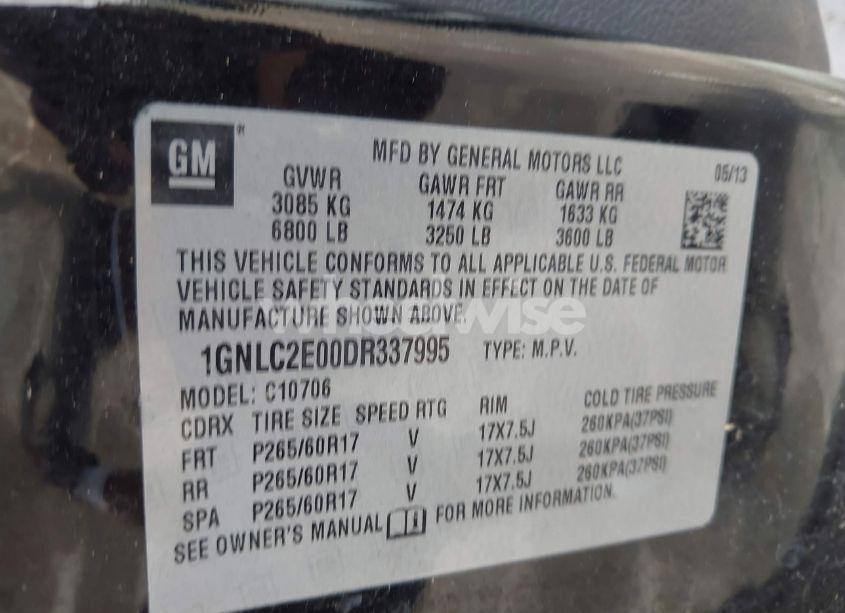 GM®
MFD BY GENERAL MOTORS LLC
05/13
GVWR GAWR FRT GAWR RR
3085 KG 1474 KG 1633 KG
6800 LB 3250 LB 3600 LB
THIS VEHICLE CONFORMS TO ALL APPLICABLE U.S. FEDERAL MOTOR
VEHICLE SAFETY STANDARDS IN EFFECT ON THE DATE OF
MANUFACTURE SHOWN ABOVE.
wheelwise
1GNLC2E00DR337995 TYPE: M.P.V.
MODEL: C10706
CDRX TIRE SIZE SPEED RTG RIM COLD TIRE PRESSURE
FRT P265/60R17 V 17X7.5J 260KPA(37PSI)
RR P265/60R17 V 17X7.5J 260KPA(37PSI)
SPA P265/60R17 V 17X7.5J 260KPA(37PSI)
SEE OWNER'S MANUAL FOR MORE INFORMATION.